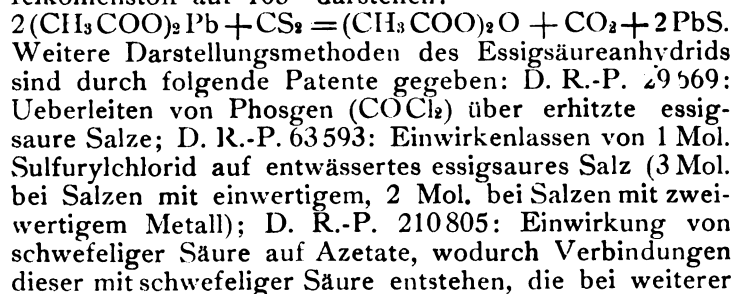 2(CH₃COO)₂Pb + CS₂ = (CH₃COO)₂O + CO₂ + 2PbS.
Weitere Darstellungsmethoden des Essigsäureanhydrids
sind durch folgende Patente gegeben: D. R.-P.
Ueberleiten von Phosgen (COCl₂) über erhitzte essig-
saure Salze; D. R.-P. 63593: Einwirkenlassen von 1 Mol.
Sulfurylchlorid auf entwässertes essigsaures Salz (3 Mol.
bei Salzen mit einwertigem, 2 Mol. bei Salzen mit zwei-
wertigem Metall); D. R.-P. 210805: Einwirkung von
schwefeliger Säure auf Azetate, wodurch Verbindungen
dieser mit schwefeliger Säure entstehen, die bei weiterer